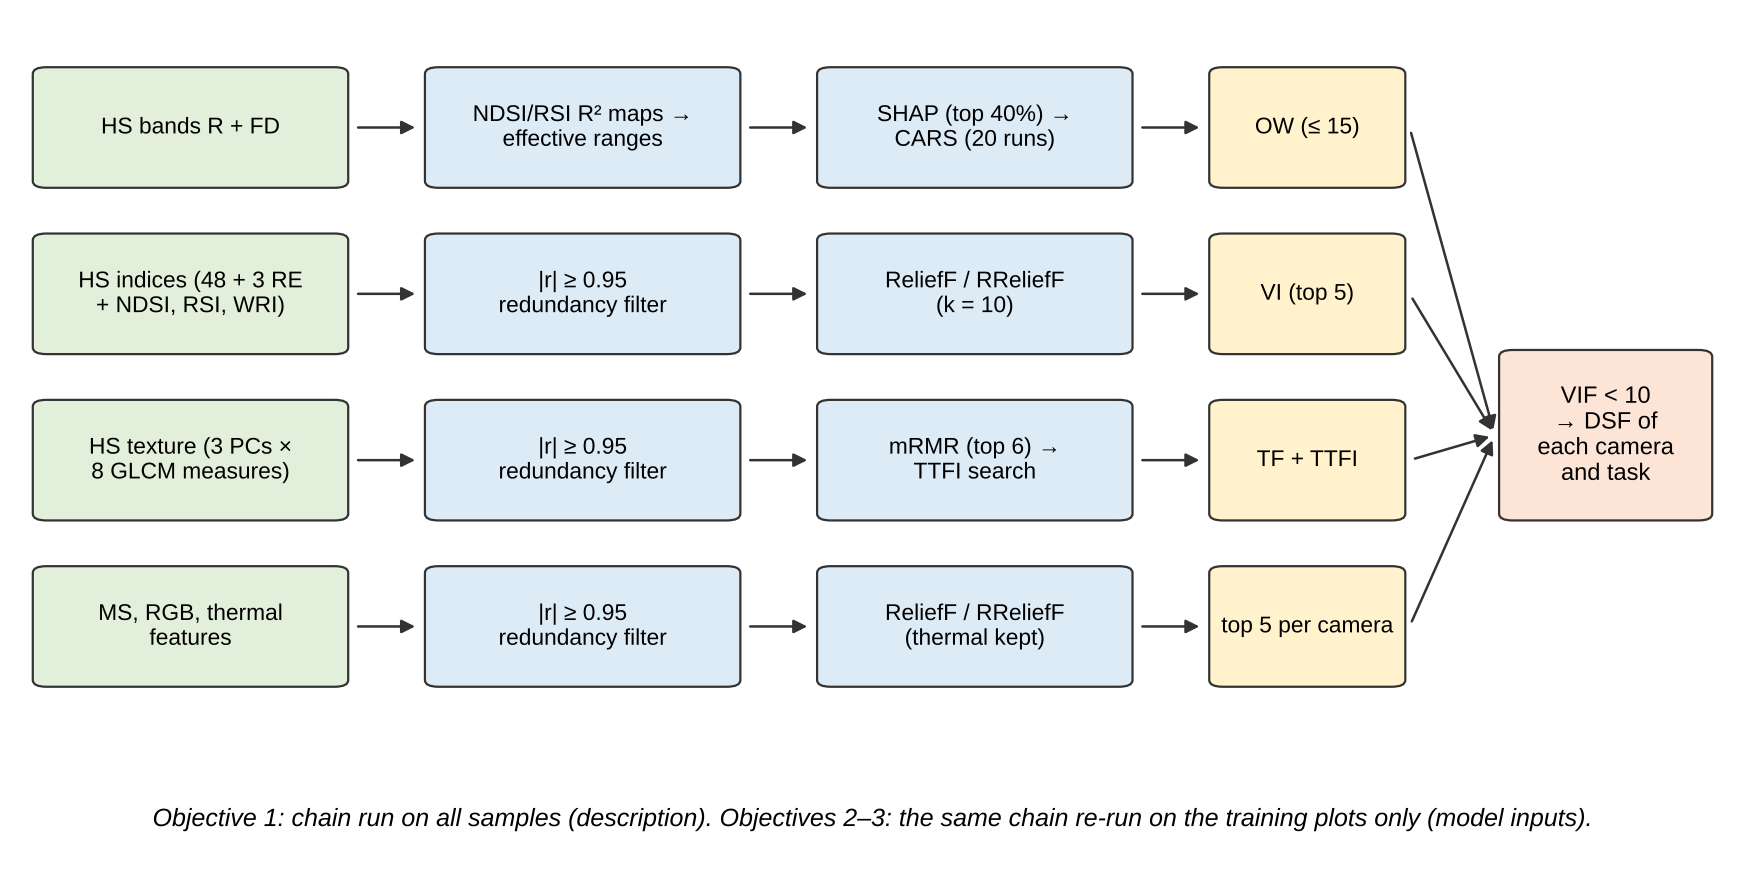 HS bands R + FD
NDSI/RSI R² maps →
effective ranges
SHAP (top 40%) →
CARS (20 runs)
OW (≤ 15)
HS indices (48 + 3 RE
+ NDSI, RSI, WRI)
|r| ≥ 0.95
redundancy filter
ReliefF / RReliefF
(k = 10)
VI (top 5)
HS texture (3 PCs ×
8 GLCM measures)
|r| ≥ 0.95
redundancy filter
mRMR (top 6) →
TTFI search
TF + TTFI
MS, RGB, thermal
features
|r| ≥ 0.95
redundancy filter
ReliefF / RReliefF
(thermal kept)
top 5 per camera
VIF < 10
→ DSF of
each camera
and task
Objective 1: chain run on all samples (description). Objectives 2–3: the same chain re-run on the training plots only (model inputs).